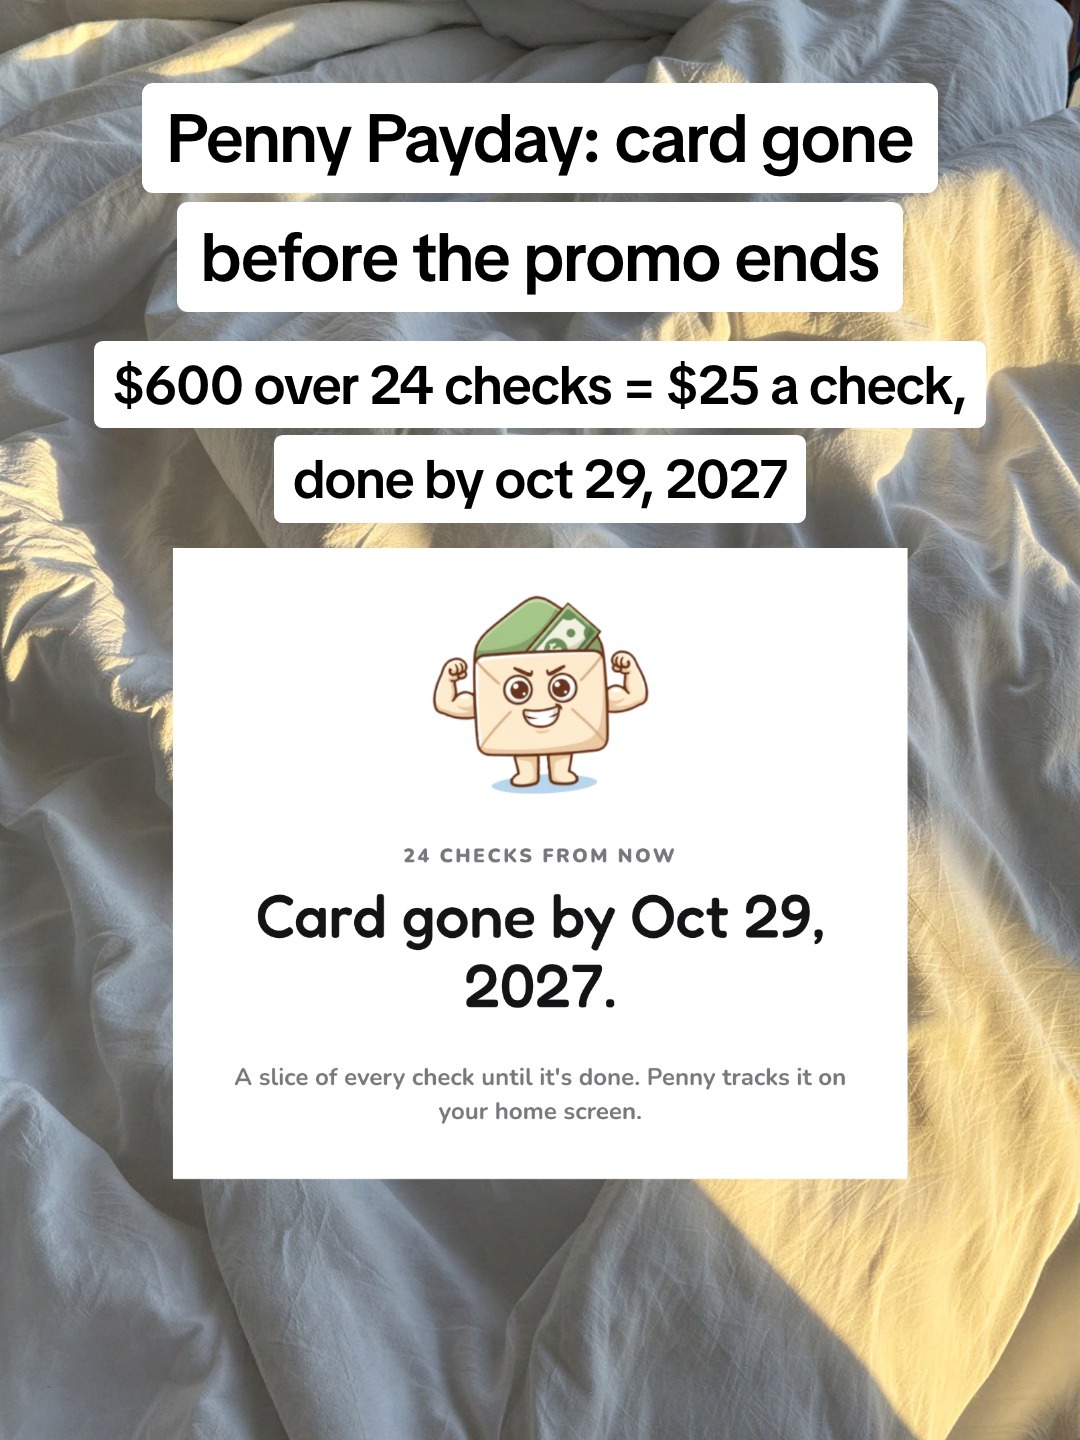 Penny Payday: card gone
before the promo ends
$600 over 24 checks = $25 a check,
done by oct 29, 2027
24 CHECKS FROM NOW
Card gone by Oct 29,
2027.
A slice of every check until it's done. Penny tracks it on
your home screen.